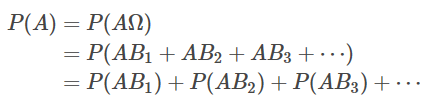 P(A) = P(AΩ)
= P(AB₁ + AB₂ + AB₃ + ⋯)
= P(AB₁) + P(AB₂) + P(AB₃) + ⋯